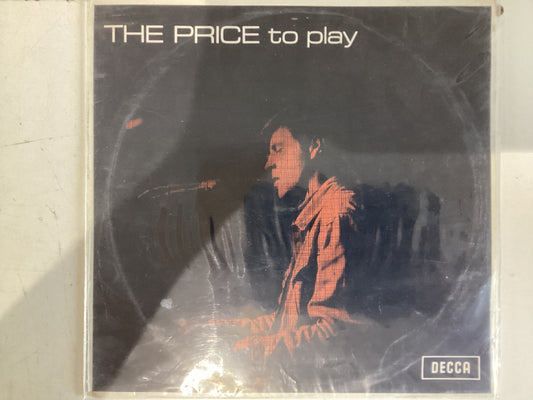 THE PRICE to play
DECCA